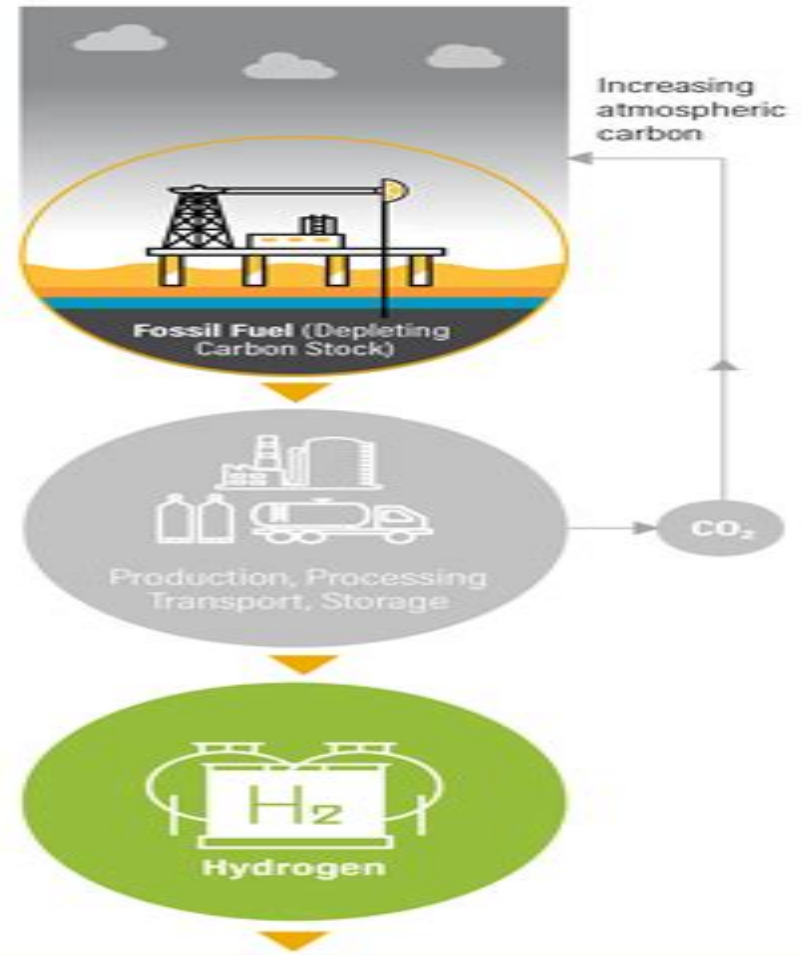 Increasing
atmospheric
carbon
Fossil Fuel (Depleting
Carbon Stock)
CO₂
Production, Processing
Transport, Storage
H₂
Hydrogen